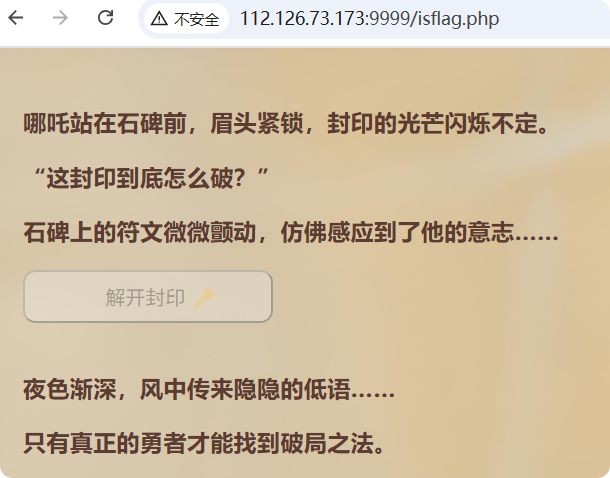 不安全 112.126.73.173:9999/isflag.php
哪吒站在石碑前，眉头紧锁，封印的光芒闪烁不定。
“这封印到底怎么破？”
石碑上的符文微微颤动，仿佛感应到了他的意志……
解开封印 🔑
夜色渐深，风中传来隐隐的低语……
只有真正的勇者才能找到破局之法。